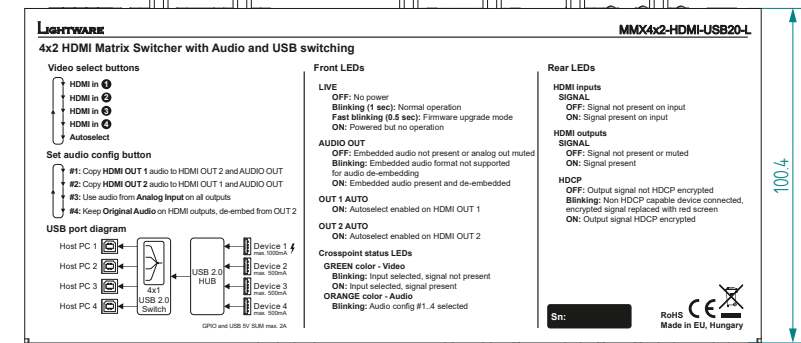 LIGHTWARE
MMX4x2-HDMI-USB20-L
4x2 HDMI Matrix Switcher with Audio and USB switching
Video select buttons
HDMI in 1
HDMI in 2
HDMI in 3
HDMI in 4
Autoselect
Set audio config button
#1: Copy HDMI OUT 1 audio to HDMI OUT 2 and AUDIO OUT
#2: Copy HDMI OUT 2 audio to HDMI OUT 1 and AUDIO OUT
#3: Use audio from Analog Input on all outputs
#4: Keep Original Audio on HDMI outputs, de-embed from OUT 2
USB port diagram
Host PC 1
Host PC 2
Host PC 3
Host PC 4
4x1
USB 2.0
Switch
USB 2.0
HUB
Device 1
max.1000mA
Device 2
max. 500mA
Device 3
max. 500mA
Device 4
max. 500mA
GPIO and USB 5V SUM max. 2A
Front LEDs
LIVE
OFF: No power
Blinking (1 sec): Normal operation
Fast blinking (0.5 sec): Firmware upgrade mode
ON: Powered but no operation
AUDIO OUT
OFF: Embedded audio not present or analog out muted
Blinking: Embedded audio format not supported
for audio de-embedding
ON: Embedded audio present and de-embedded
OUT 1 AUTO
ON: Autoselect enabled on HDMI OUT 1
OUT 2 AUTO
ON: Autoselect enabled on HDMI OUT 2
Crosspoint status LEDs
GREEN color - Video
Blinking: Input selected, signal not present
ON: Input selected, signal present
ORANGE color - Audio
Blinking: Audio config #1..4 selected
Rear LEDs
HDMI inputs
SIGNAL
OFF: Signal not present on input
ON: Signal present on input
HDMI outputs
SIGNAL
OFF: Signal not present or muted
ON: Signal present
HDCP
OFF: Output signal not HDCP encrypted
Blinking: Non HDCP capable device connected,
encrypted signal replaced with red screen
ON: Output signal HDCP encrypted
Sn:
RoHS
CE
Made in EU, Hungary
100.4